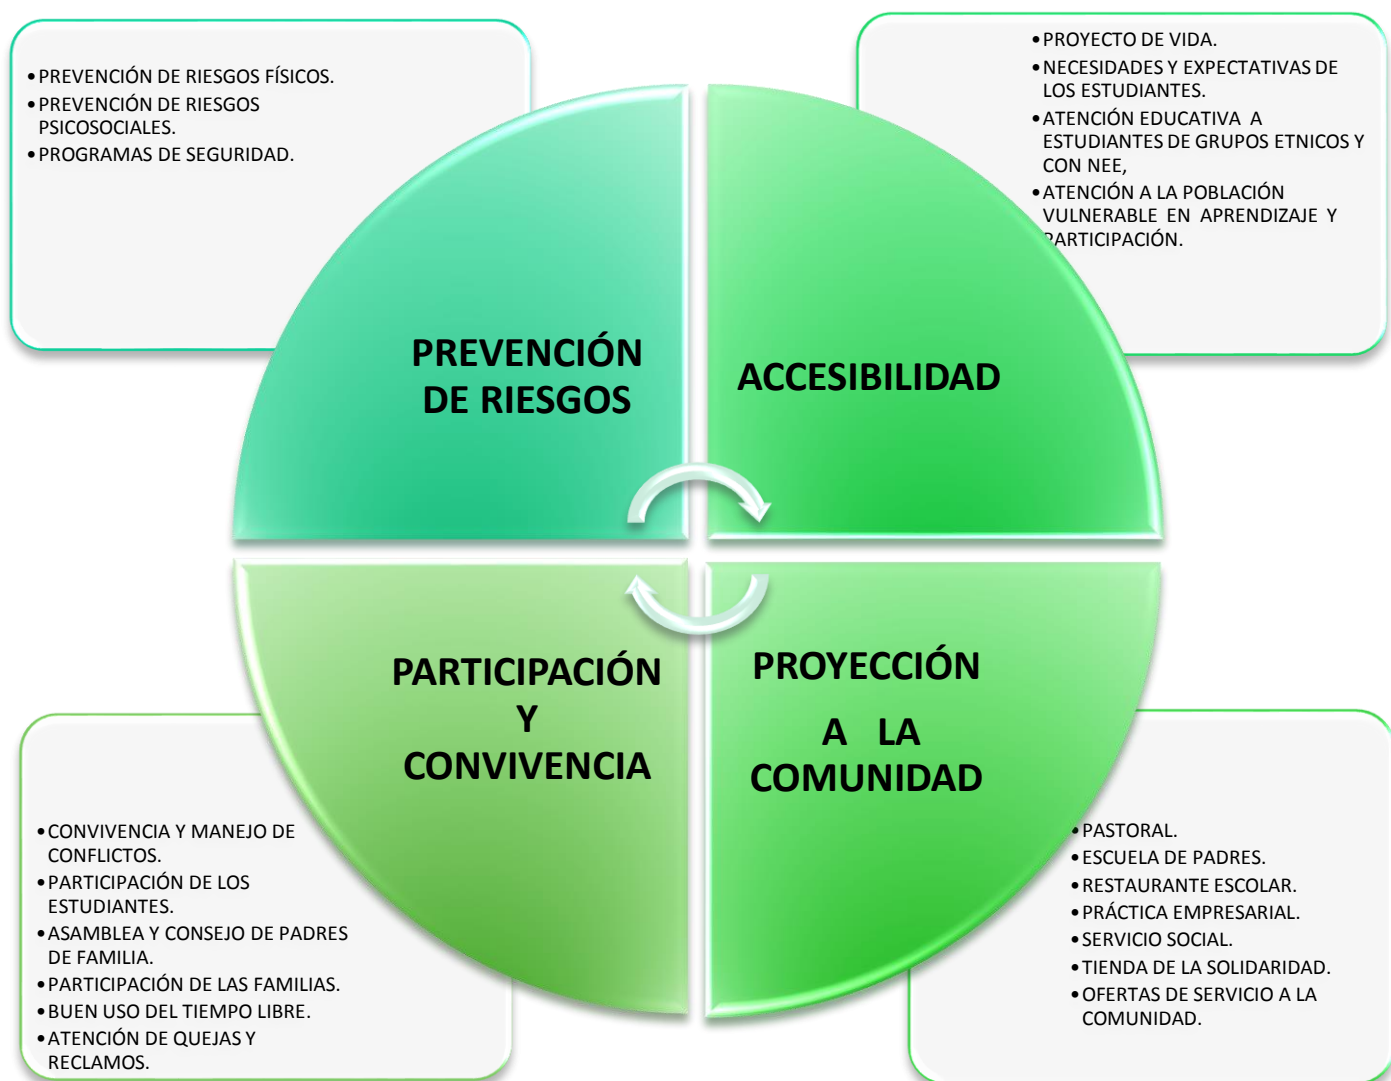 •PREVENCIÓN DE RIESGOS FÍSICOS.
•PREVENCIÓN DE RIESGOS
PSICOSOCIALES.
•PROGRAMAS DE SEGURIDAD.
•PROYECTO DE VIDA.
•NECESIDADES Y EXPECTATIVAS DE
LOS ESTUDIANTES.
•ATENCIÓN EDUCATIVA A
ESTUDIANTES DE GRUPOS ETNICOS Y
CON NEE,
•ATENCIÓN A LA POBLACIÓN
VULNERABLE EN APRENDIZAJE Y
PARTICIPACIÓN.
PREVENCIÓN
DE RIESGOS
ACCESIBILIDAD
PARTICIPACIÓN
Y
CONVIVENCIA
PROYECCIÓN
A LA
COMUNIDAD
•CONVIVENCIA Y MANEJO DE
CONFLICTOS.
•PARTICIPACIÓN DE LOS
ESTUDIANTES.
•ASAMBLEA Y CONSEJO DE PADRES
DE FAMILIA.
•PARTICIPACIÓN DE LAS FAMILIAS.
•BUEN USO DEL TIEMPO LIBRE.
•ATENCIÓN DE QUEJAS Y
RECLAMOS.
•PASTORAL.
•ESCUELA DE PADRES.
•RESTAURANTE ESCOLAR.
•PRÁCTICA EMPRESARIAL.
•SERVICIO SOCIAL.
•TIENDA DE LA SOLIDARIDAD.
•OFERTAS DE SERVICIO A LA
COMUNIDAD.